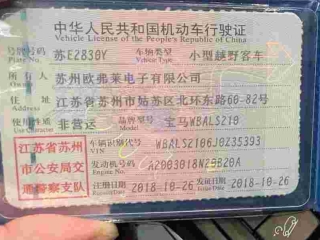 中华人民共和国机动车行驶证
Vehicle License of the People's Republic of China
号牌号码 苏E2830Y 车辆类型 小型越野客车
Plate No. Vehicle Type
所有人 苏州欧弗莱电子有限公司
Owner
住址 江苏省苏州市姑苏区北环东路60-82号
Address
使用性质 非营运 品牌型号 宝马WBALS210
Use Character Model
江苏省苏州
市公安局交
通警察支队
车辆识别代号 WBALS2106J0Z35393
VIN
发动机号码 A2003018N25B20A
Engine No.
注册日期 2018-10-26 发证日期 2018-10-26